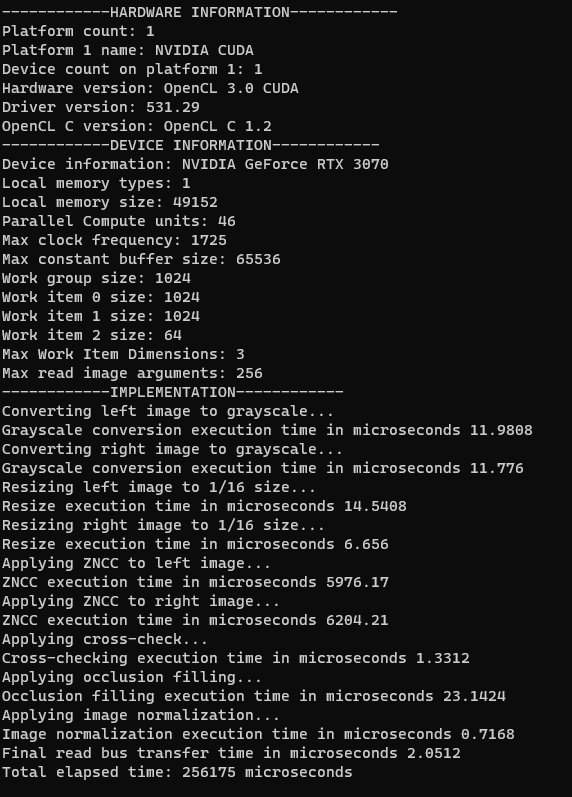 ------------HARDWARE INFORMATION------------
Platform count: 1
Platform 1 name: NVIDIA CUDA
Device count on platform 1: 1
Hardware version: OpenCL 3.0 CUDA
Driver version: 531.29
OpenCL C version: OpenCL C 1.2
------------DEVICE INFORMATION------------
Device information: NVIDIA GeForce RTX 3070
Local memory types: 1
Local memory size: 49152
Parallel Compute units: 46
Max clock frequency: 1725
Max constant buffer size: 65536
Work group size: 1024
Work item 0 size: 1024
Work item 1 size: 1024
Work item 2 size: 64
Max Work Item Dimensions: 3
Max read image arguments: 256
------------IMPLEMENTATION------------
Converting left image to grayscale...
Grayscale conversion execution time in microseconds 11.9808
Converting right image to grayscale...
Grayscale conversion execution time in microseconds 11.776
Resizing left image to 1/16 size...
Resize execution time in microseconds 14.5408
Resizing right image to 1/16 size...
Resize execution time in microseconds 6.656
Applying ZNCC to left image...
ZNCC execution time in microseconds 5976.17
Applying ZNCC to right image...
ZNCC execution time in microseconds 6204.21
Applying cross-check...
Cross-checking execution time in microseconds 1.3312
Applying occlusion filling...
Occlusion filling execution time in microseconds 23.1424
Applying image normalization...
Image normalization execution time in microseconds 0.7168
Final read bus transfer time in microseconds 2.0512
Total elapsed time: 256175 microseconds